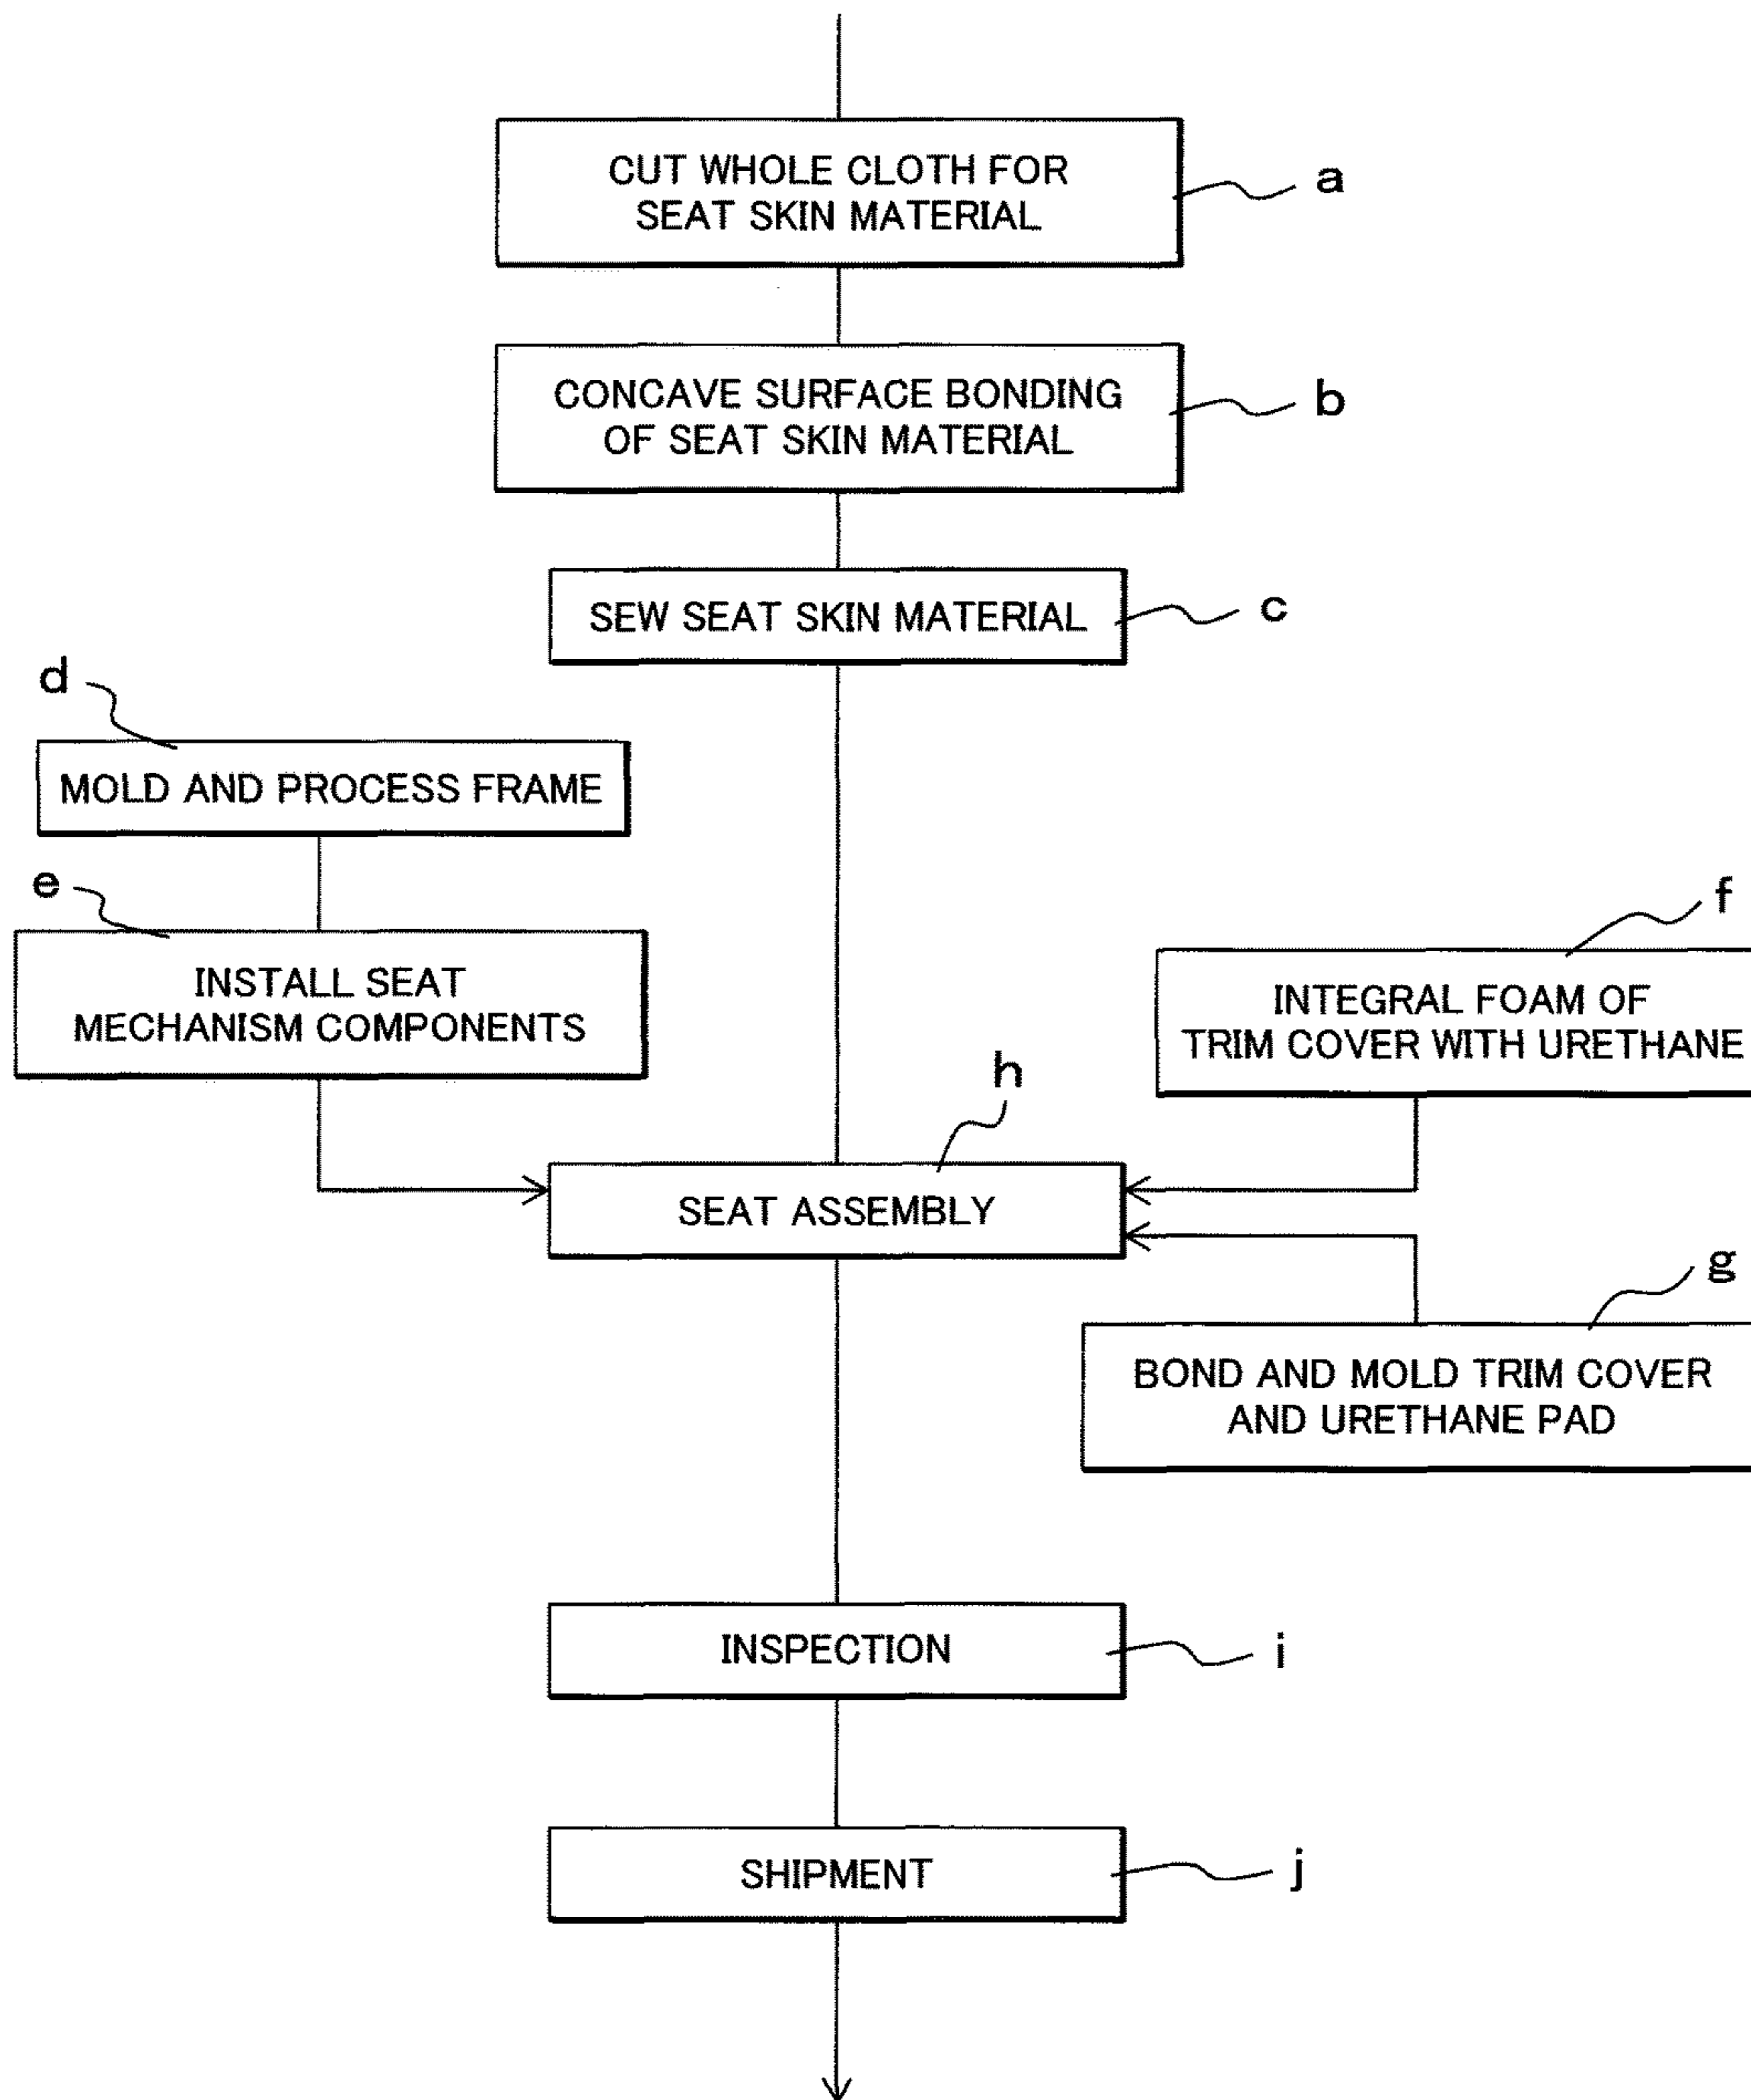 CUT WHOLE CLOTH FOR
SEAT SKIN MATERIAL
a
CONCAVE SURFACE BONDING
OF SEAT SKIN MATERIAL
b
SEW SEAT SKIN MATERIAL
c
d
MOLD AND PROCESS FRAME
e
INSTALL SEAT
MECHANISM COMPONENTS
f
INTEGRAL FOAM OF
TRIM COVER WITH URETHANE
h
SEAT ASSEMBLY
g
BOND AND MOLD TRIM COVER
AND URETHANE PAD
INSPECTION
i
SHIPMENT
j